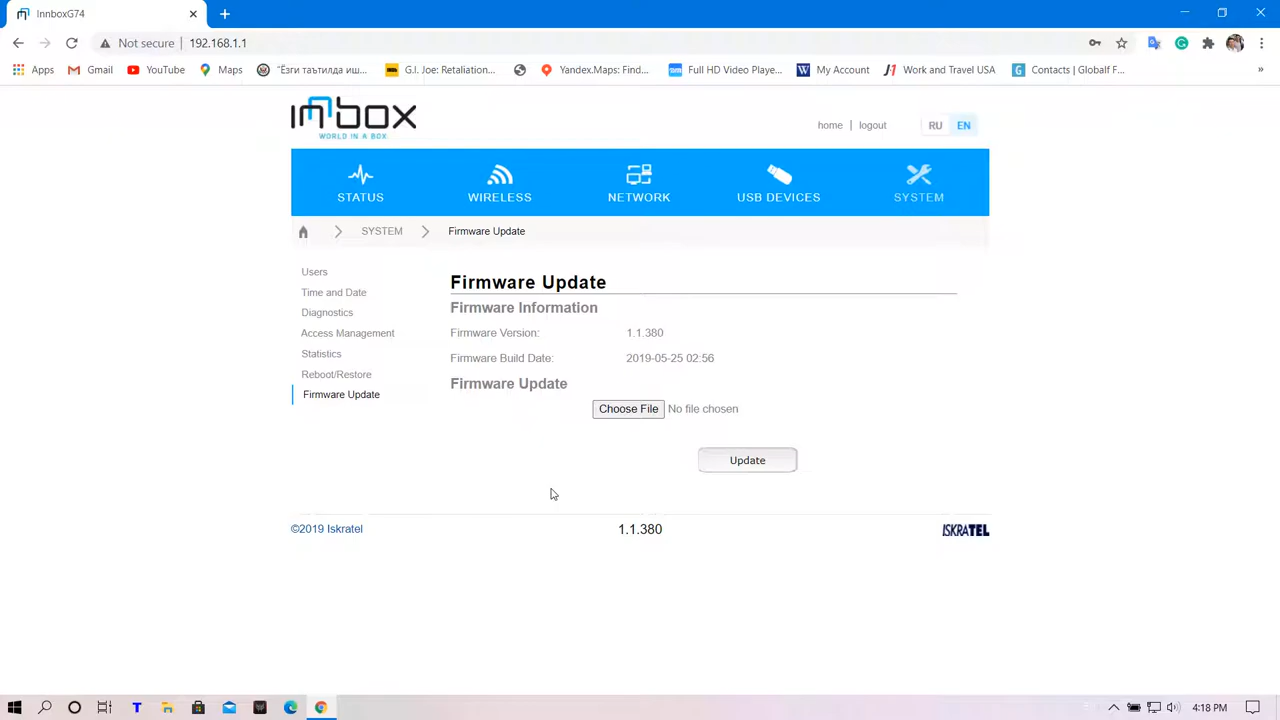 InnboxG74
Not secure | 192.168.1.1
Apps Gmail YouTube Maps "Ёзги таътилда иш... G.I. Joe: Retaliation... Yandex.Maps: Find... Full HD Video Playe... My Account Work and Travel USA Contacts | Globalf F... »
innbox
WORLD IN A BOX
home | logout RU EN
STATUS WIRELESS NETWORK USB DEVICES SYSTEM
SYSTEM Firmware Update
Users
Time and Date
Diagnostics
Access Management
Statistics
Reboot/Restore
Firmware Update
Firmware Update
Firmware Information
Firmware Version: 1.1.380
Firmware Build Date: 2019-05-25 02:56
Firmware Update
Choose File No file chosen
Update
©2019 Iskratel 1.1.380 ISKRATEL
4:18 PM